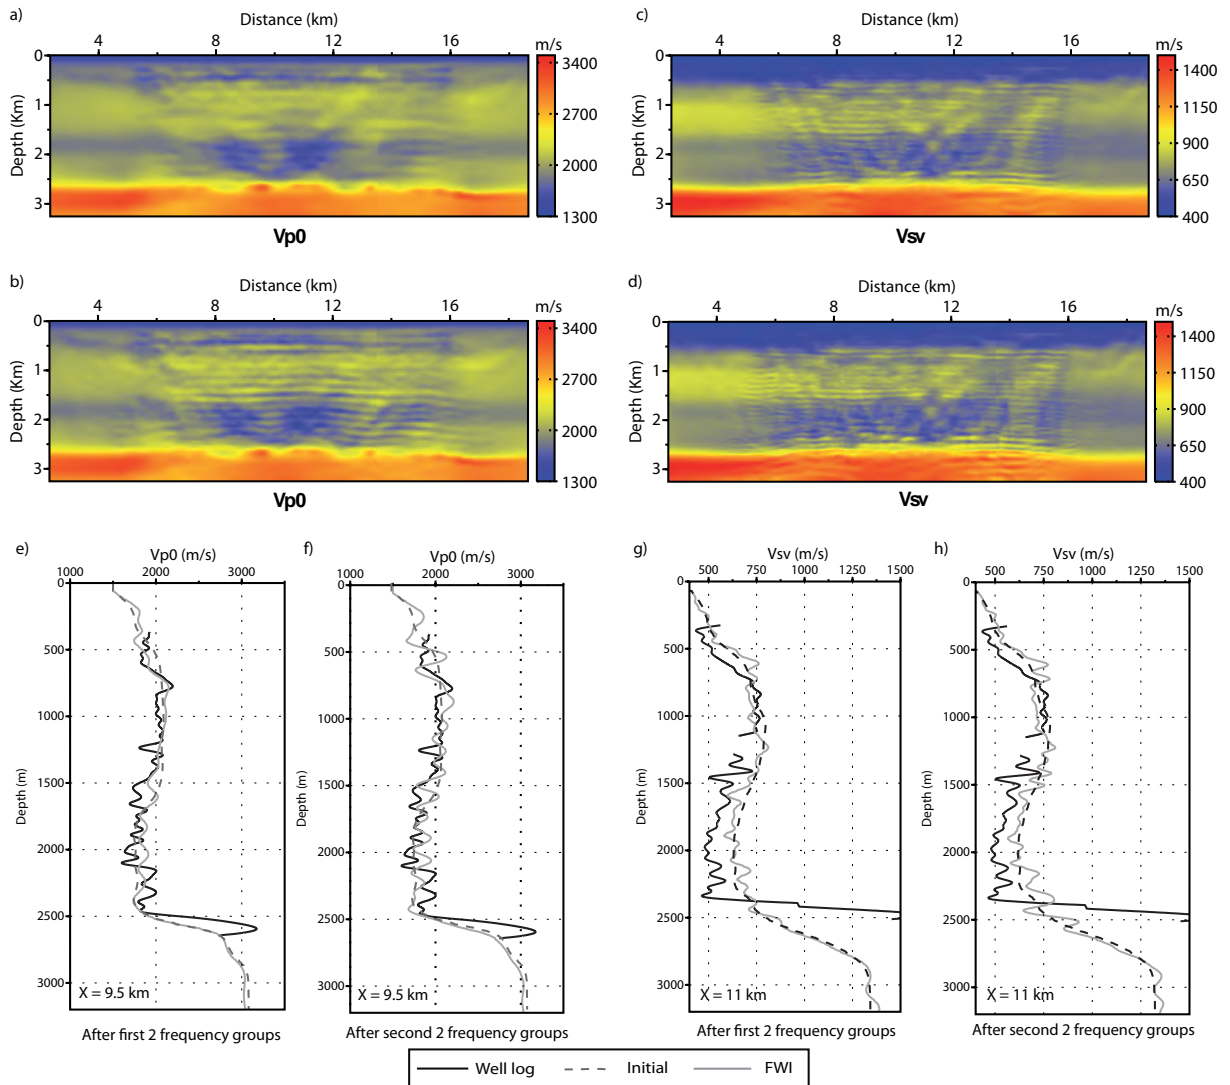 a)
Distance (km)
4 8 12 16
m/s
0
1
2
3
Depth (Km)
3400
2700
2000
1300
Vp0
c)
Distance (km)
4 8 12 16
m/s
0
1
2
3
Depth (Km)
1400
1150
900
650
400
Vsv
b)
Distance (km)
4 8 12 16
m/s
0
1
2
3
Depth (Km)
3400
2700
2000
1300
Vp0
d)
Distance (km)
4 8 12 16
m/s
0
1
2
3
Depth (Km)
1400
1150
900
650
400
Vsv
e)
Vp0 (m/s)
1000 2000 3000
0
500
1000
1500
2000
2500
3000
Depth (m)
X = 9.5 km
After first 2 frequency groups
f)
Vp0 (m/s)
1000 2000 3000
0
500
1000
1500
2000
2500
3000
Depth (m)
X = 9.5 km
After second 2 frequency groups
g)
Vsv (m/s)
500 750 1000 1250 1500
0
500
1000
1500
2000
2500
3000
Depth (m)
X = 11 km
After first 2 frequency groups
h)
Vsv (m/s)
500 750 1000 1250 1500
0
500
1000
1500
2000
2500
3000
Depth (m)
X = 11 km
After second 2 frequency groups
Well log Initial FWI